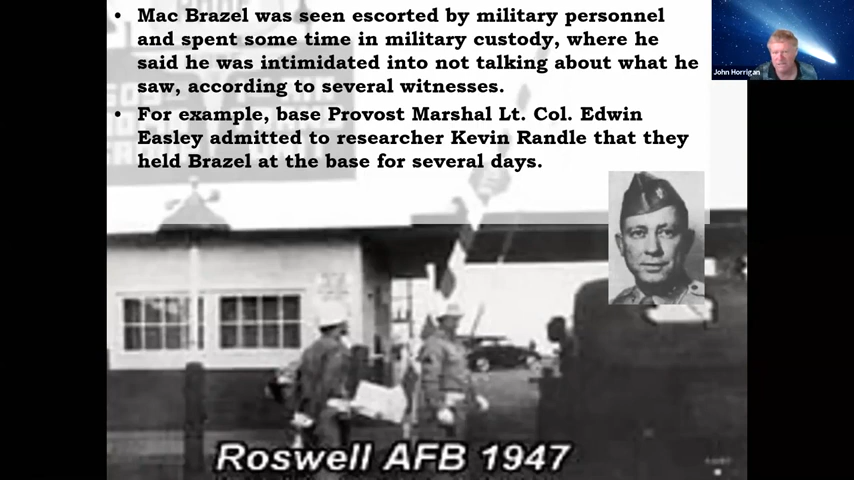 • Mac Brazel was seen escorted by military personnel
and spent some time in military custody, where he
said he was intimidated into not talking about what he
saw, according to several witnesses.
• For example, base Provost Marshal Lt. Col. Edwin
Easley admitted to researcher Kevin Randle that they
held Brazel at the base for several days.
John Horrigan
Roswell AFB 1947